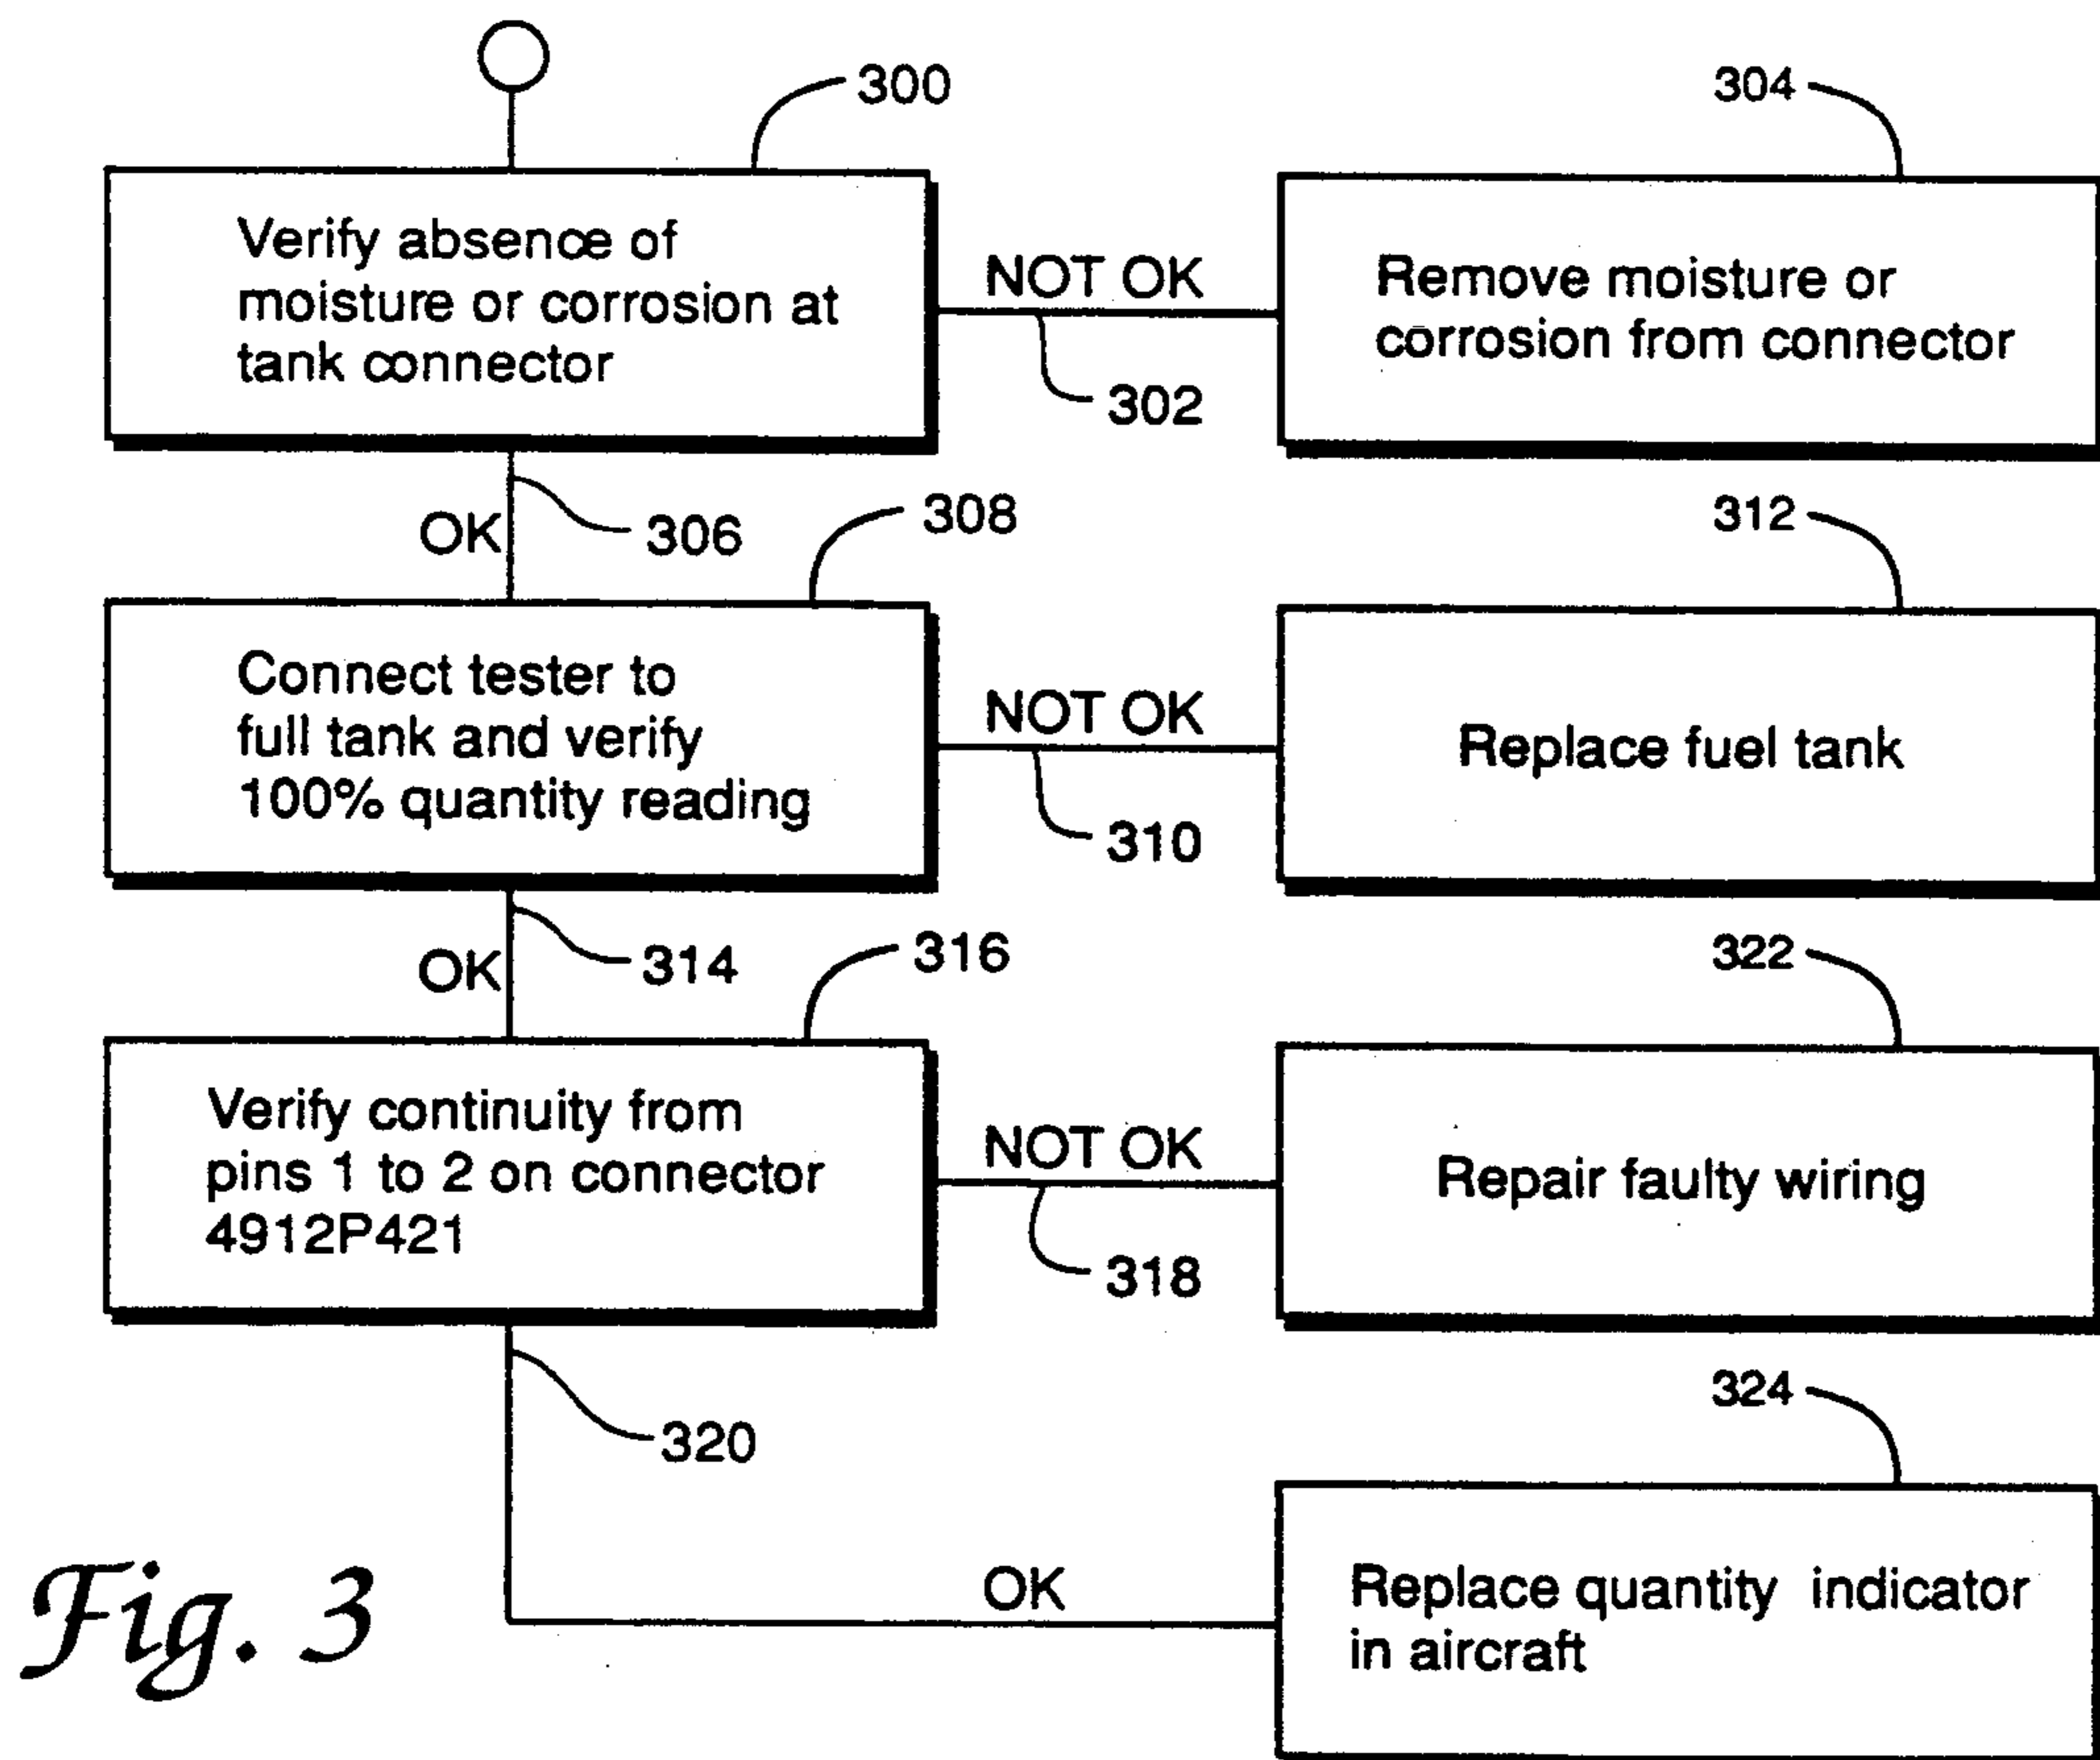 300
304
Verify absence of
moisture or corrosion at
tank connector
NOT OK
302
Remove moisture or
corrosion from connector
OK
306
308
312
Connect tester to
full tank and verify
100% quantity reading
NOT OK
310
Replace fuel tank
OK
314
316
322
Verify continuity from
pins 1 to 2 on connector
4912P421
NOT OK
318
Repair faulty wiring
320
324
OK
Replace quantity indicator
in aircraft
Fig. 3